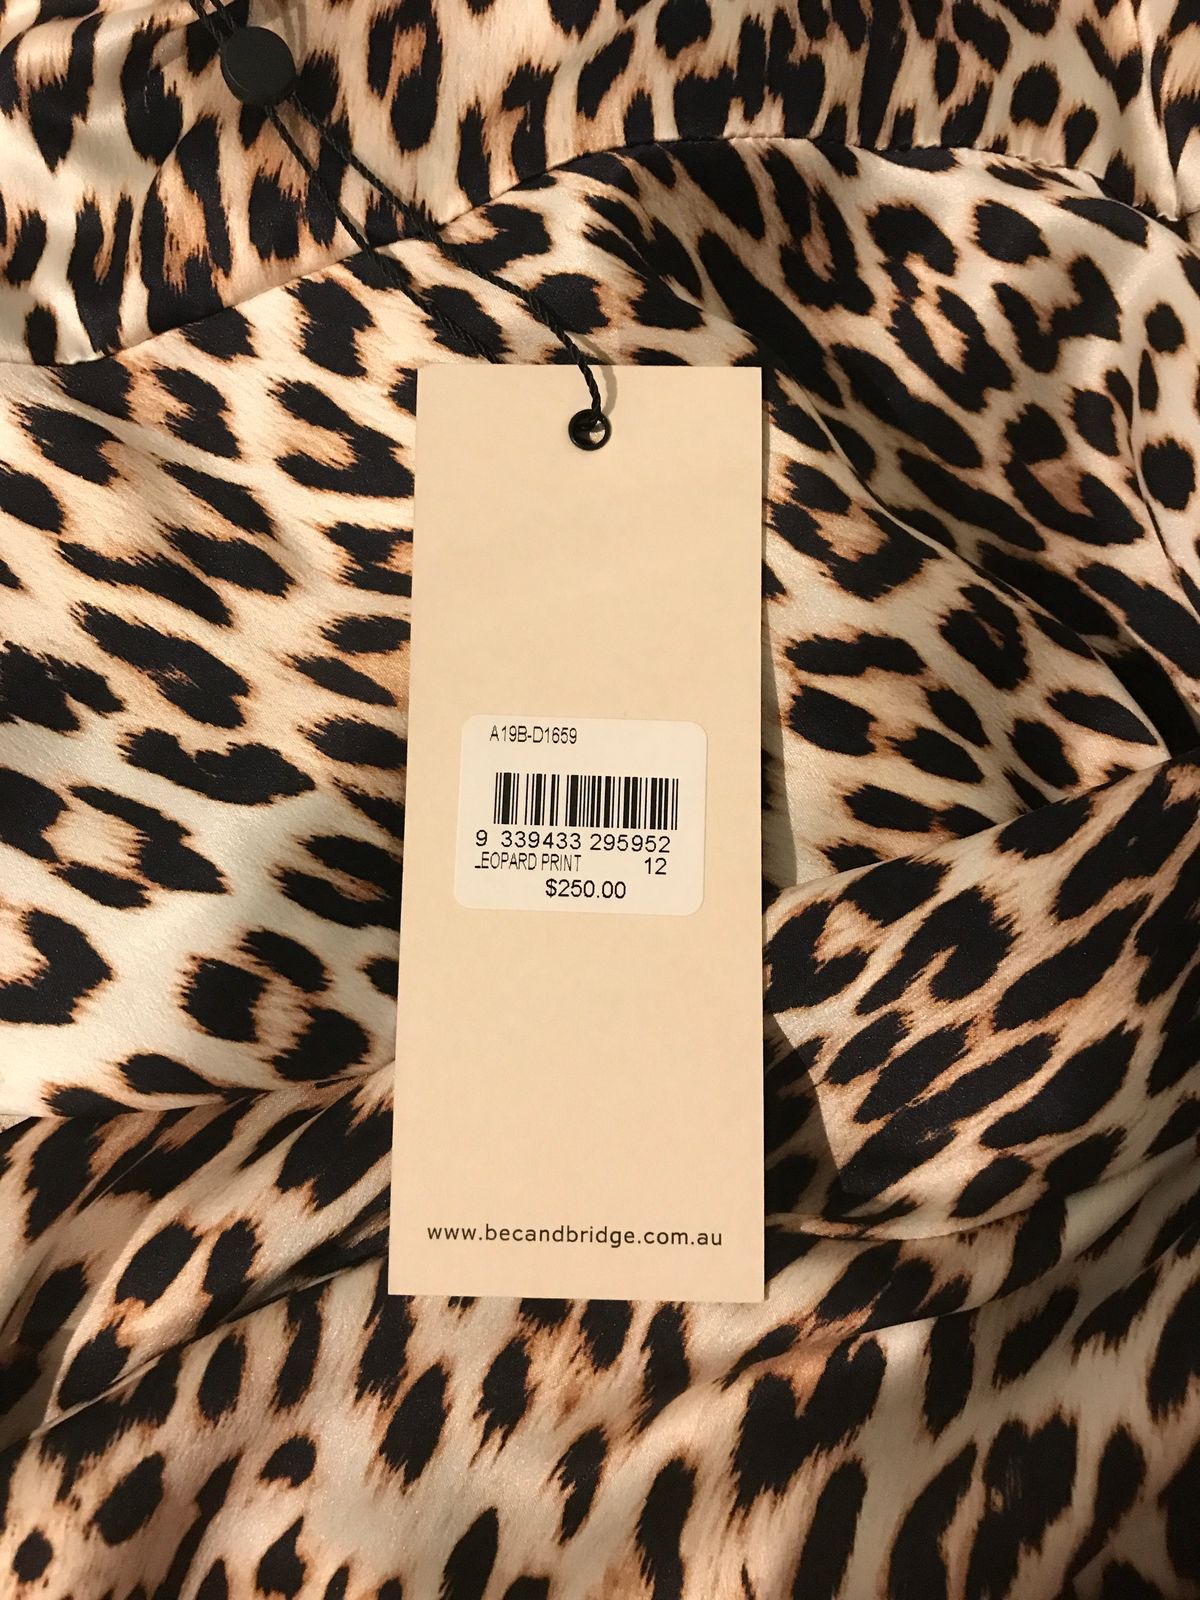 A19B-D1659
9 339433 295952
LEOPARD PRINT 12
$250.00
www.becandbridge.com.au